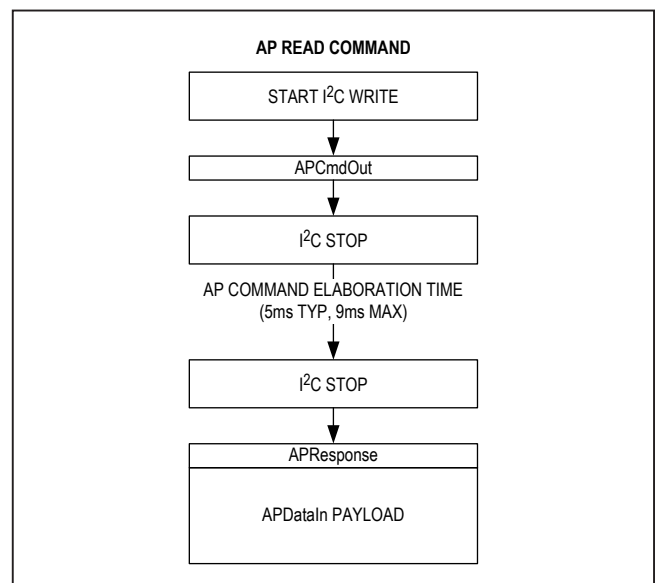 AP READ COMMAND
START I²C WRITE
APCmdOut
I²C STOP
AP COMMAND ELABORATION TIME
(5ms TYP, 9ms MAX)
I²C STOP
APResponse
APDataIn PAYLOAD